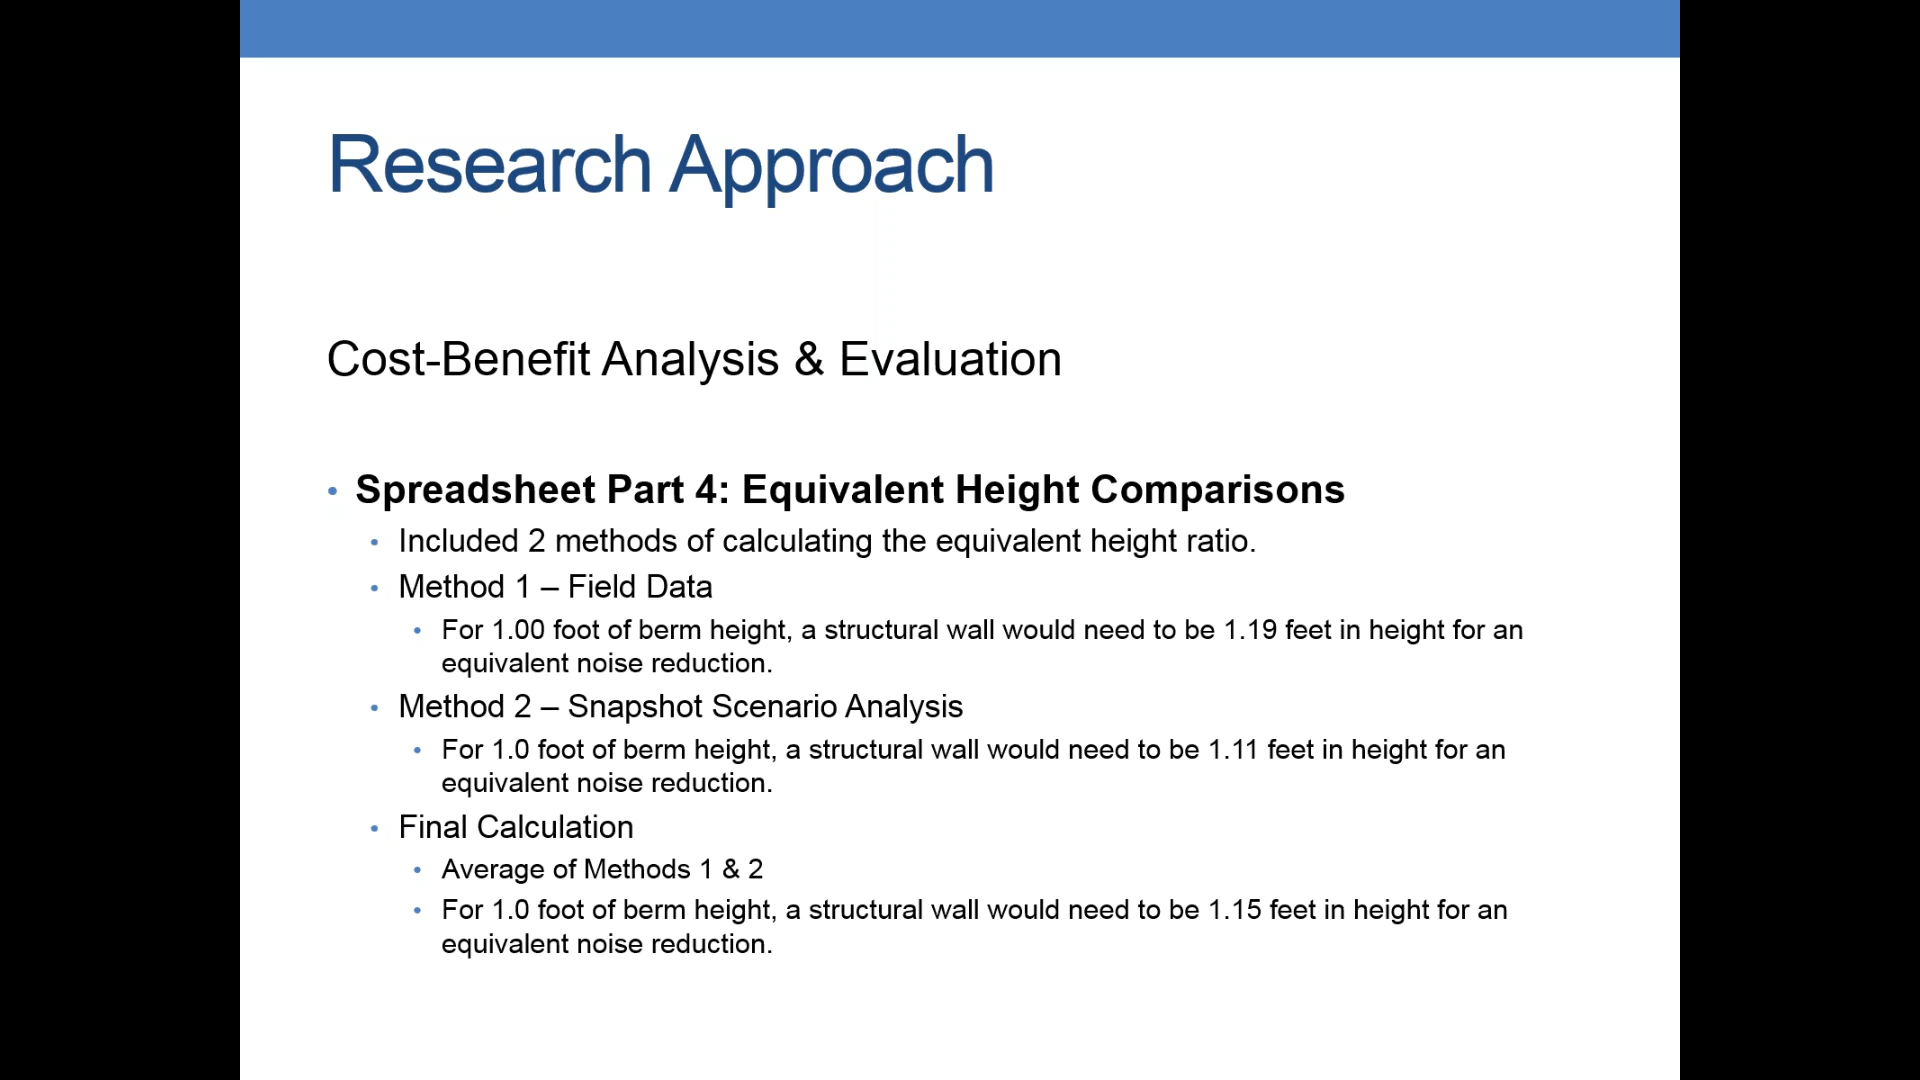 Research Approach
Cost-Benefit Analysis & Evaluation
• Spreadsheet Part 4: Equivalent Height Comparisons
• Included 2 methods of calculating the equivalent height ratio.
• Method 1 – Field Data
• For 1.00 foot of berm height, a structural wall would need to be 1.19 feet in height for an
equivalent noise reduction.
• Method 2 – Snapshot Scenario Analysis
• For 1.0 foot of berm height, a structural wall would need to be 1.11 feet in height for an
equivalent noise reduction.
• Final Calculation
• Average of Methods 1 & 2
• For 1.0 foot of berm height, a structural wall would need to be 1.15 feet in height for an
equivalent noise reduction.